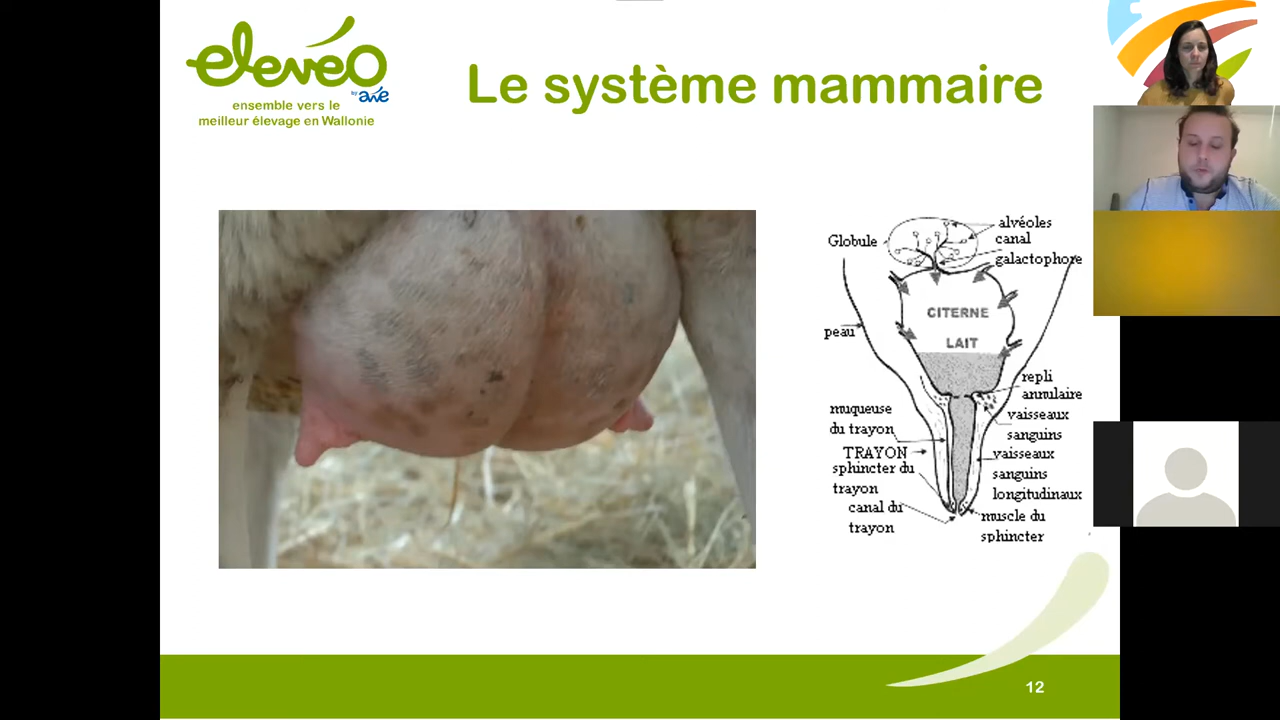 elevéo
by awé
ensemble vers le
meilleur élevage en Wallonie
Le système mammaire
Globule
alvéoles
canal
galactophore
CITERNE
LAIT
peau
repli
annulaire
vaisseaux
sanguins
muqueuse
du trayon
TRAYON
vaisseaux
sanguins
longitudinaux
sphincter du
trayon
canal du
trayon
muscle du
sphincter
12